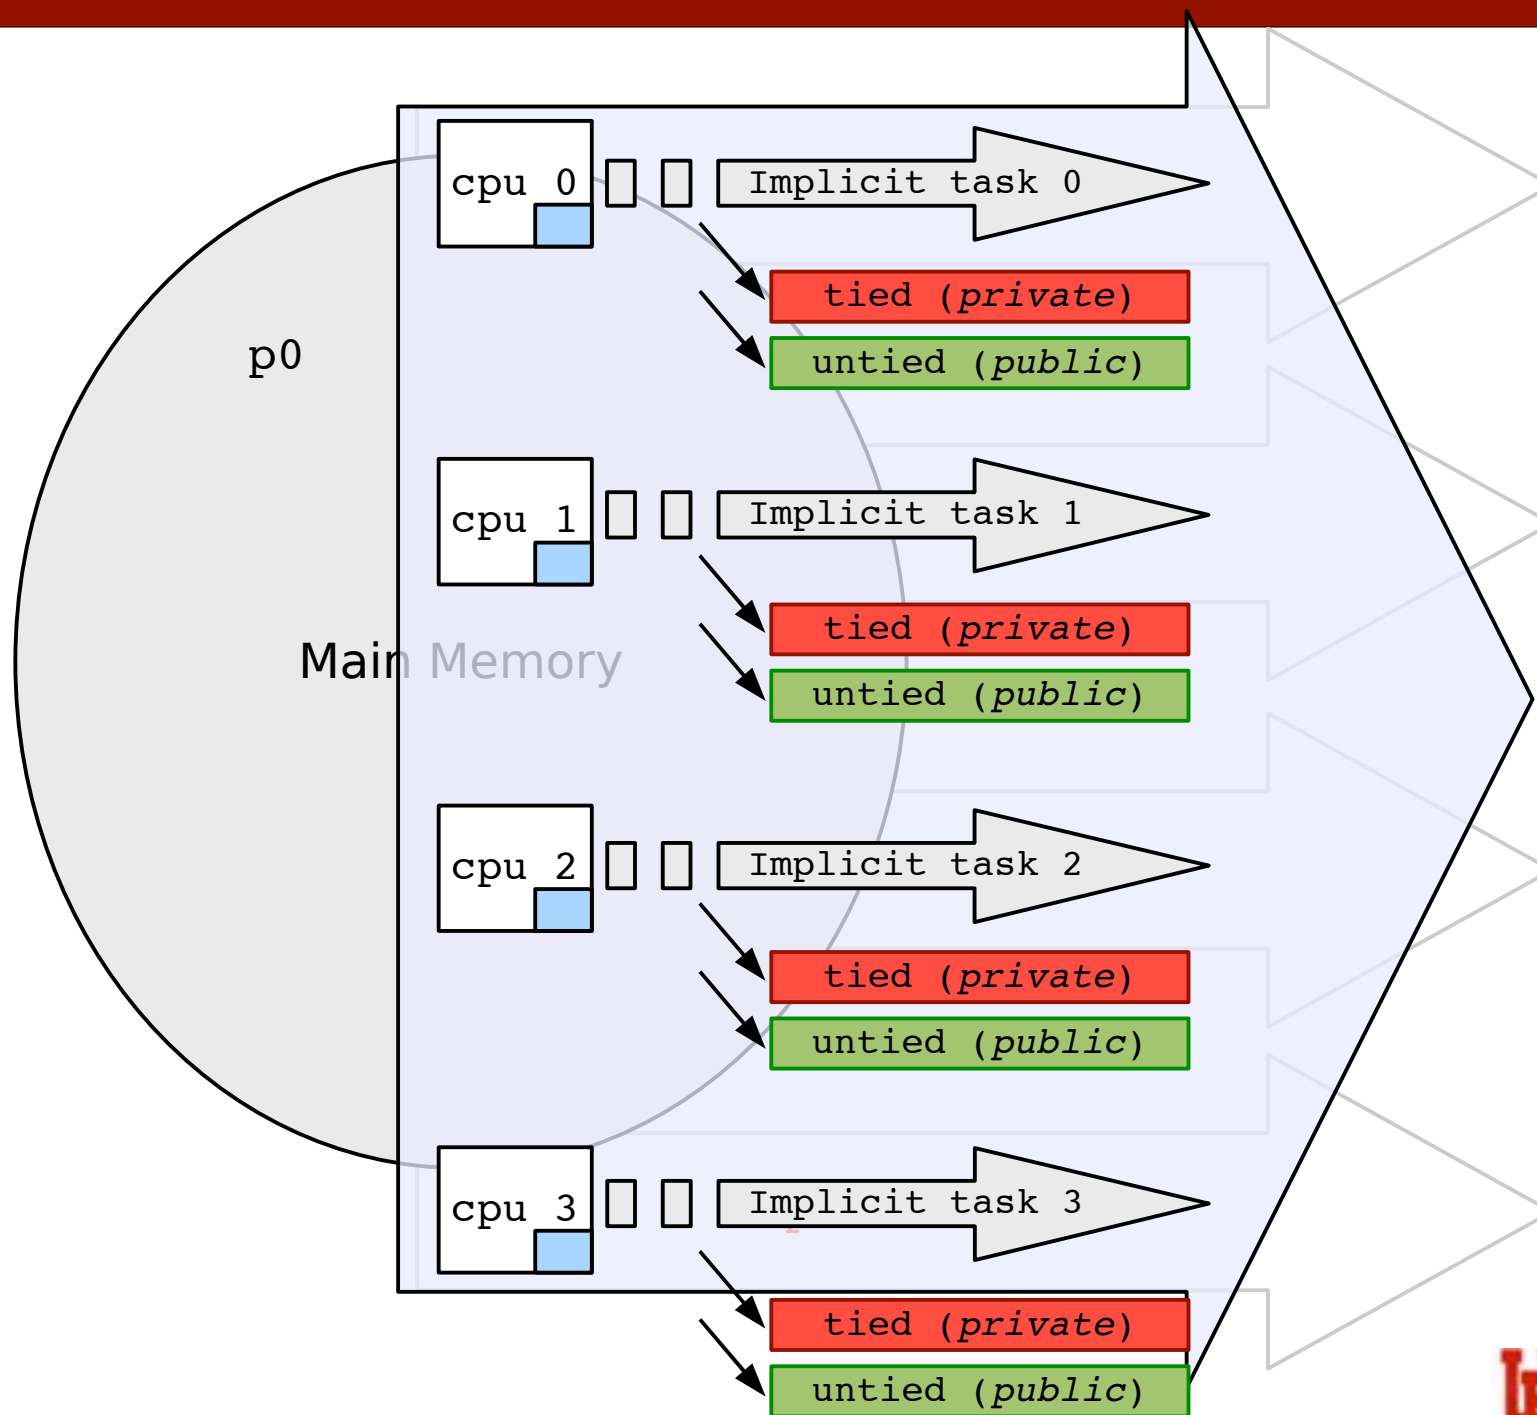 cpu 0
Implicit task 0
tied (private)
untied (public)
p0
cpu 1
Implicit task 1
tied (private)
untied (public)
Main Memory
cpu 2
Implicit task 2
tied (private)
untied (public)
cpu 3
Implicit task 3
tied (private)
untied (public)